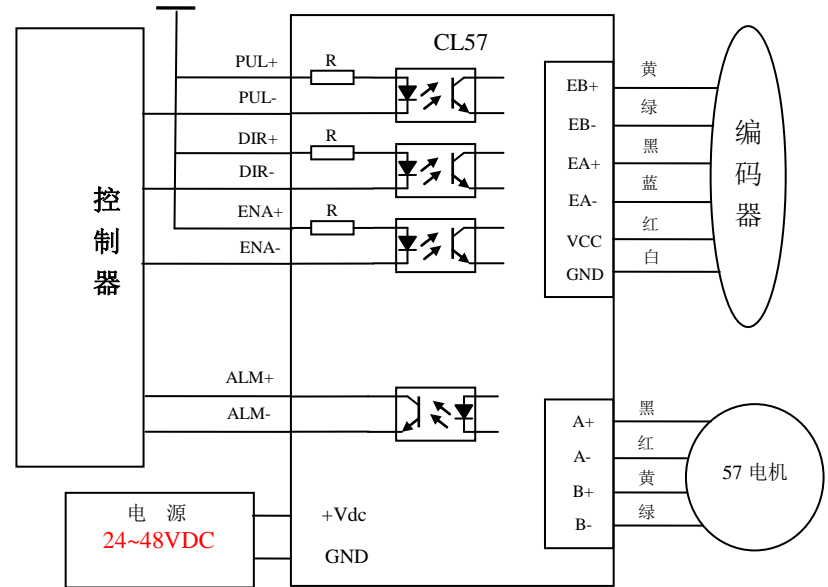 CL57
PUL+
R
PUL-
DIR+
R
DIR-
ENA+
R
ENA-
控制器
ALM+
ALM-
电 源
24~48VDC
+Vdc
GND
EB+
黄
EB-
绿
EA+
黑
EA-
蓝
VCC
红
GND
白
编码器
A+
黑
A-
红
B+
黄
B-
绿
57 电机